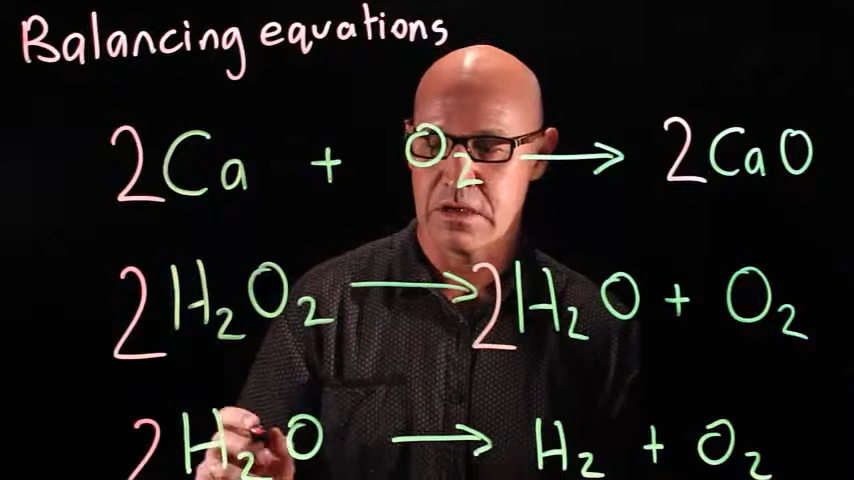 Balancing equations
2Ca + O₂ → 2CaO
2H₂O₂ → 2H₂O + O₂
2H₂O → H₂ + O₂